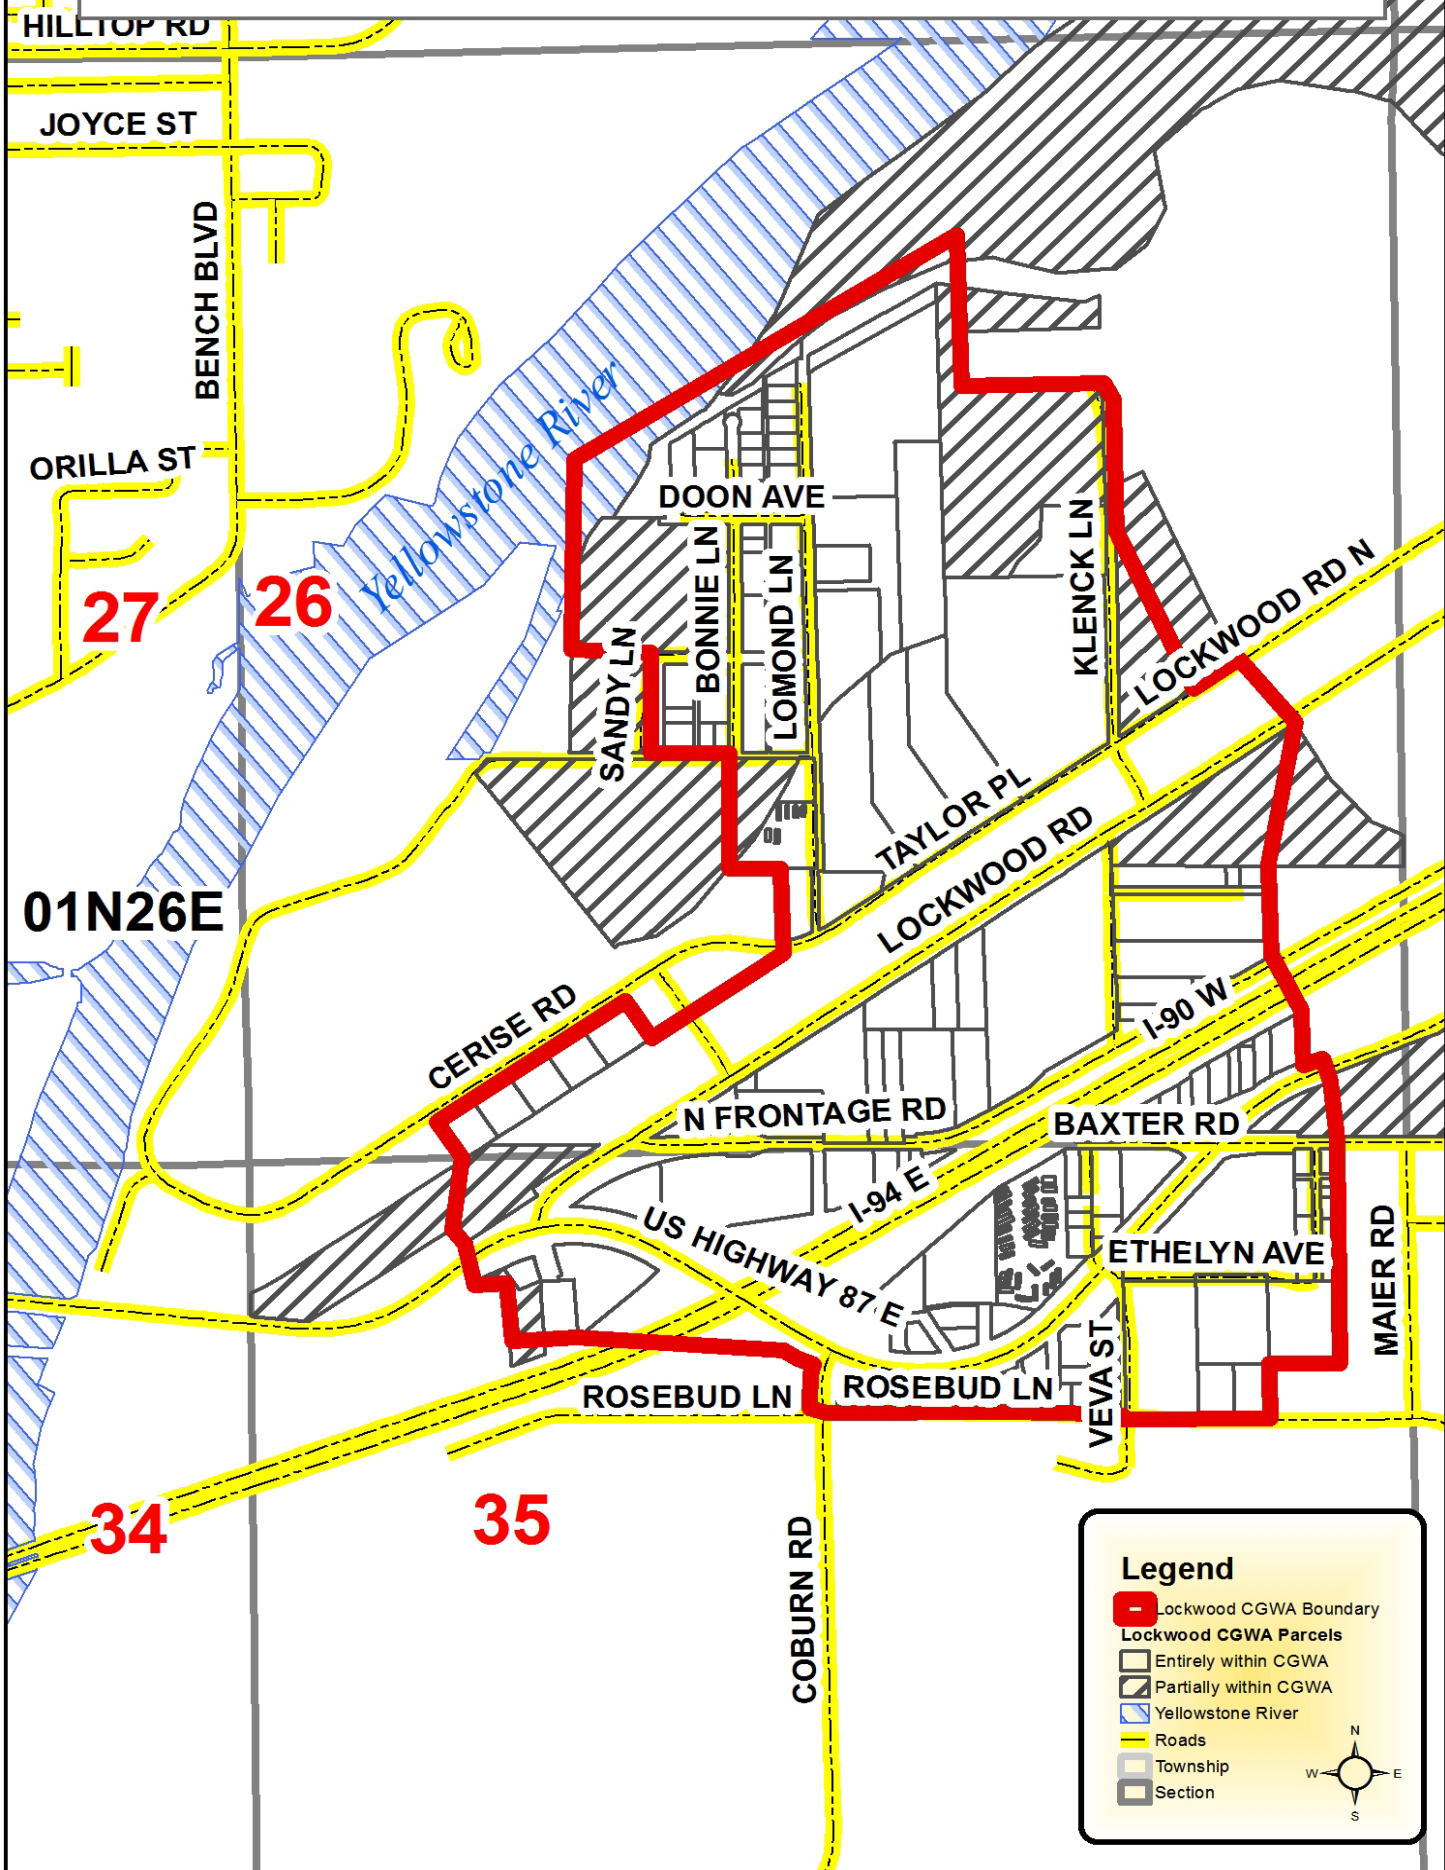 HILLTOP RD
JOYCE ST
BENCH BLVD
Yellowstone River
ORILLA ST
DOON AVE
BONNIE LN
LOMOND LN
KLENCK LN
LOCKWOOD RD N
27
26
SANDY LN
TAYLOR PL
LOCKWOOD RD
01N26E
CERISE RD
I-90 W
N FRONTAGE RD
BAXTER RD
I-94 E
US HIGHWAY 87 E
ETHELYN AVE
MAIER RD
VEVA ST
ROSEBUD LN
ROSEBUD LN
34
35
COBURN RD
Legend
Lockwood CGWA Boundary
Lockwood CGWA Parcels
Entirely within CGWA
Partially within CGWA
Yellowstone River
Roads
Township
Section
N
W
E
S